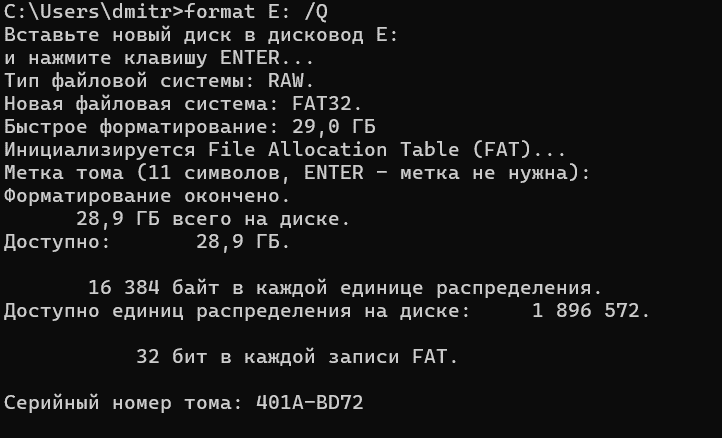 C:\Users\dmitr>format E: /Q
Вставьте новый диск в дисковод E:
и нажмите клавишу ENTER...
Тип файловой системы: RAW.
Новая файловая система: FAT32.
Быстрое форматирование: 29,0 ГБ
Инициализируется File Allocation Table (FAT)...
Метка тома (11 символов, ENTER - метка не нужна):
Форматирование окончено.
28,9 ГБ всего на диске.
Доступно: 28,9 ГБ.
16 384 байт в каждой единице распределения.
Доступно единиц распределения на диске: 1 896 572.
32 бит в каждой записи FAT.
Серийный номер тома: 401A-BD72